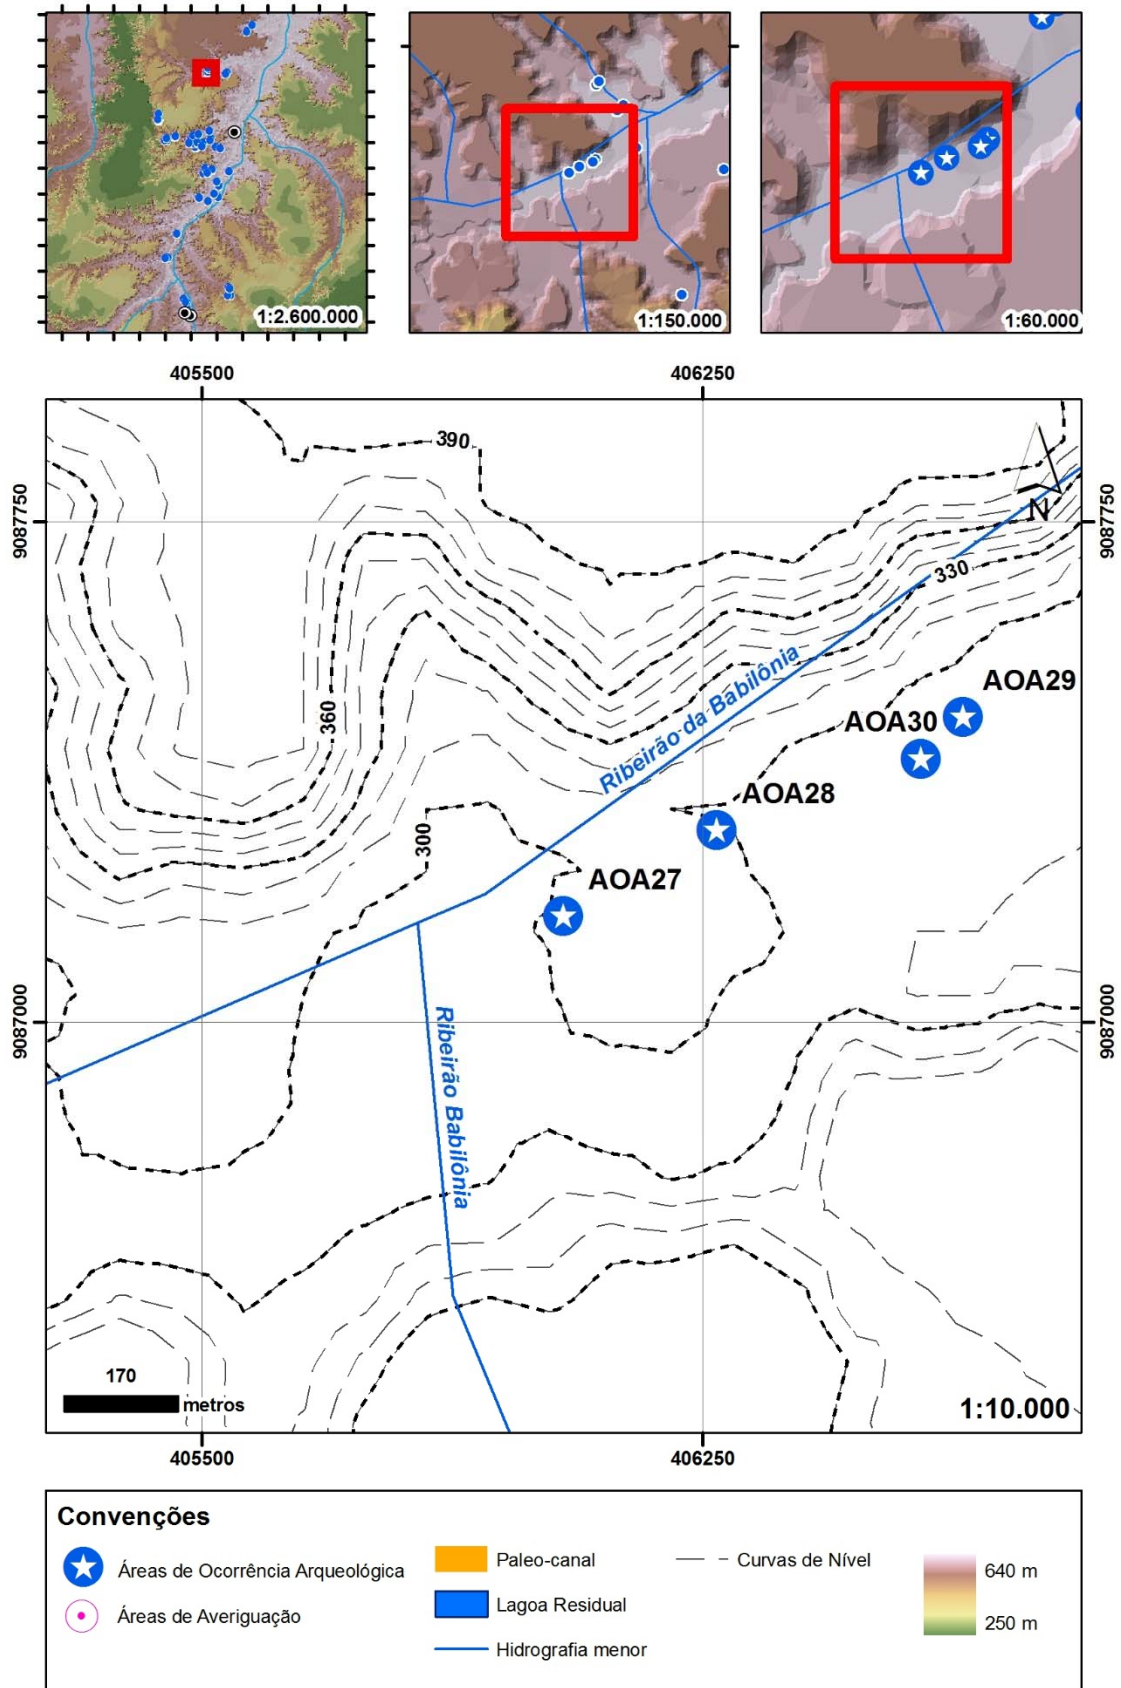 1:2.600.000
1:150.000
1:60.000
405500
406250
390
9087750
9087750
N
330
AOA29
AOA30
Ribeirão da Babilônia
360
AOA28
300
AOA27
9087000
9087000
Ribeirão Babilônia
170
metros
1:10.000
405500
406250
Convenções
Áreas de Ocorrência Arqueológica
Áreas de Averiguação
Paleo-canal
Lagoa Residual
Hidrografia menor
Curvas de Nível
640 m
250 m